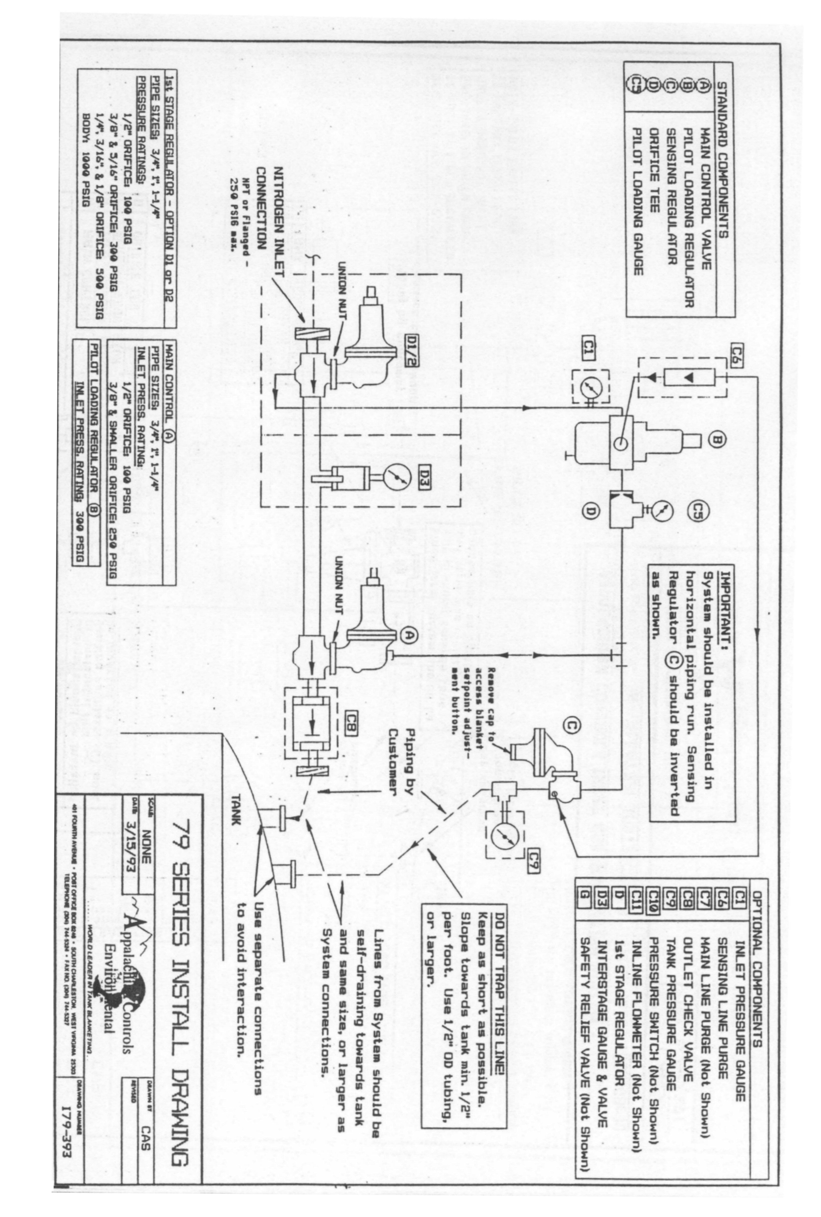 STANDARD COMPONENTS
(A) MAIN CONTROL VALVE
(B) PILOT LOADING REGULATOR
(C) SENSING REGULATOR
(D) ORIFICE TEE
(C5) PILOT LOADING GAUGE
IMPORTANT:
System should be installed in
horizontal piping run. Sensing
Regulator (C) should be inverted
as shown.
OPTIONAL COMPONENTS
C1 INLET PRESSURE GAUGE
C6 SENSING LINE PURGE
C7 MAIN LINE PURGE (Not Shown)
C8 OUTLET CHECK VALVE
C9 TANK PRESSURE GAUGE
C10 PRESSURE SWITCH (Not Shown)
C11 INLINE FLOWMETER (Not Shown)
D 1st STAGE REGULATOR
D3 INTERSTAGE GAUGE & VALVE
G SAFETY RELIEF VALVE (Not Shown)
C6
C1
B
C5
D
C
C9
D1/2
D3
A
C8
UNION NUT
UNION NUT
NITROGEN INLET
CONNECTION
NPT or Flanged -
250 PSIG max.
Remove cap to
access blanket
setpoint adjust-
ment button.
Piping by
Customer
DO NOT TRAP THIS LINE!
Keep as short as possible.
Slope towards tank min. 1/2"
per foot. Use 1/2" OD tubing,
or larger.
Lines from System should be
self-draining towards tank
and same size, or larger as
System connections.
Use separate connections
to avoid interaction.
TANK
1st STAGE REGULATOR - OPTION D1 or D2
PIPE SIZES: 3/4", 1", 1-1/4"
PRESSURE RATINGS:
1/2" ORIFICE: 100 PSIG
3/8" & 5/16" ORIFICE: 300 PSIG
1/4", 3/16", & 1/8" ORIFICE: 500 PSIG
BODY: 1000 PSIG
MAIN CONTROL (A)
PIPE SIZES: 3/4", 1", 1-1/4"
INLET PRESS. RATING:
1/2" ORIFICE: 100 PSIG
3/8" & SMALLER ORIFICE: 250 PSIG
PILOT LOADING REGULATOR (B)
INLET PRESS. RATING: 300 PSIG
79 SERIES INSTALL DRAWING
SCALE: NONE
DATE: 3/15/93
Appalachian Controls
Environmental
WORLD LEADER IN TANK BLANKETING
DRAWN BY CAS
REVISED
401 FOURTH AVENUE • POST OFFICE BOX 8248 • SOUTH CHARLESTON, WEST VIRGINIA 25303
DRAWING NUMBER
179-393